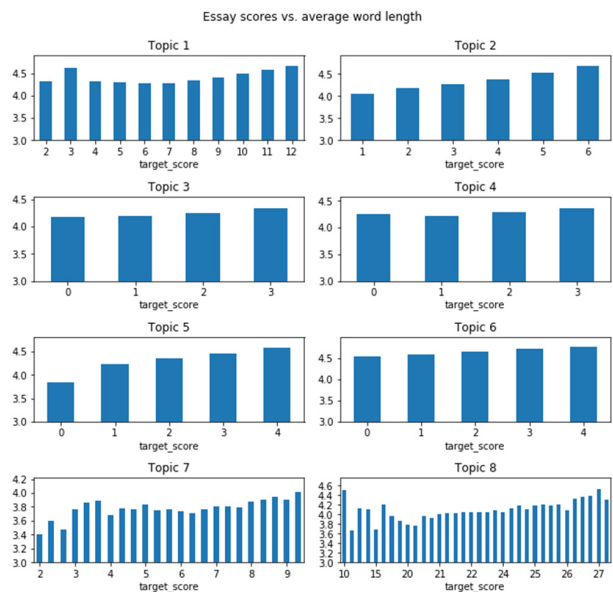 Essay scores vs. average word length
Topic 1
4.5
4.0
3.5
3.0
2 3 4 5 6 7 8 9 10 11 12
target_score
Topic 2
4.5
4.0
3.5
3.0
1 2 3 4 5 6
target_score
Topic 3
4.5
4.0
3.5
3.0
0 1 2 3
target_score
Topic 4
4.5
4.0
3.5
3.0
0 1 2 3
target_score
Topic 5
4.5
4.0
3.5
3.0
0 1 2 3 4
target_score
Topic 6
4.5
4.0
3.5
3.0
0 1 2 3 4
target_score
Topic 7
4.2
4.0
3.8
3.6
3.4
3.2
3.0
2 3 4 5 6 7 8 9
target_score
Topic 8
4.6
4.4
4.2
4.0
3.8
3.6
3.4
3.2
3.0
10 15 20 21 22 24 25 26 27
target_score